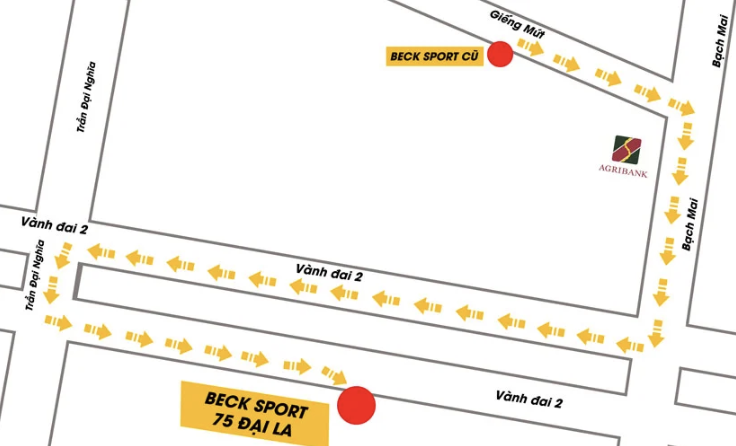 Giếng Mứt
Bạch Mai
BECK SPORT CŨ
Trần Đại Nghĩa
AGRIBANK
Bạch Mai
Vành đai 2
Trần Đại Nghĩa
Vành đai 2
Vành đai 2
BECK SPORT
75 ĐẠI LA